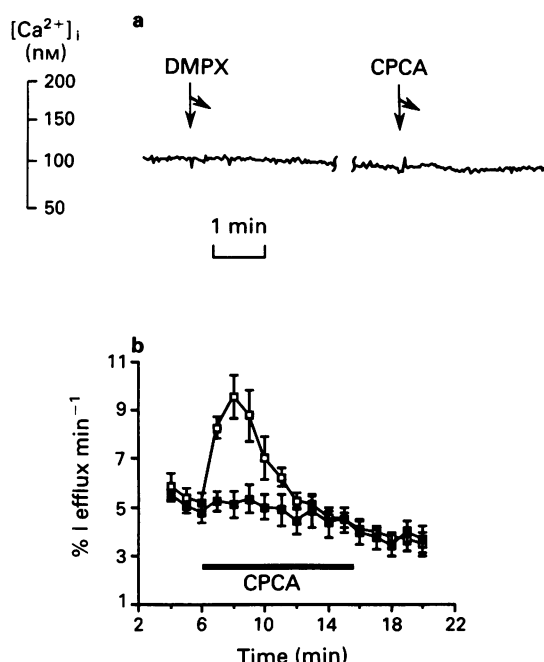 [Ca²⁺]ᵢ
(nM)
a
DMPX
CPCA
200
150
100
50
1 min
b
11
9
7
5
3
1
% I efflux min⁻¹
CPCA
2 6 10 14 18 22
Time (min)